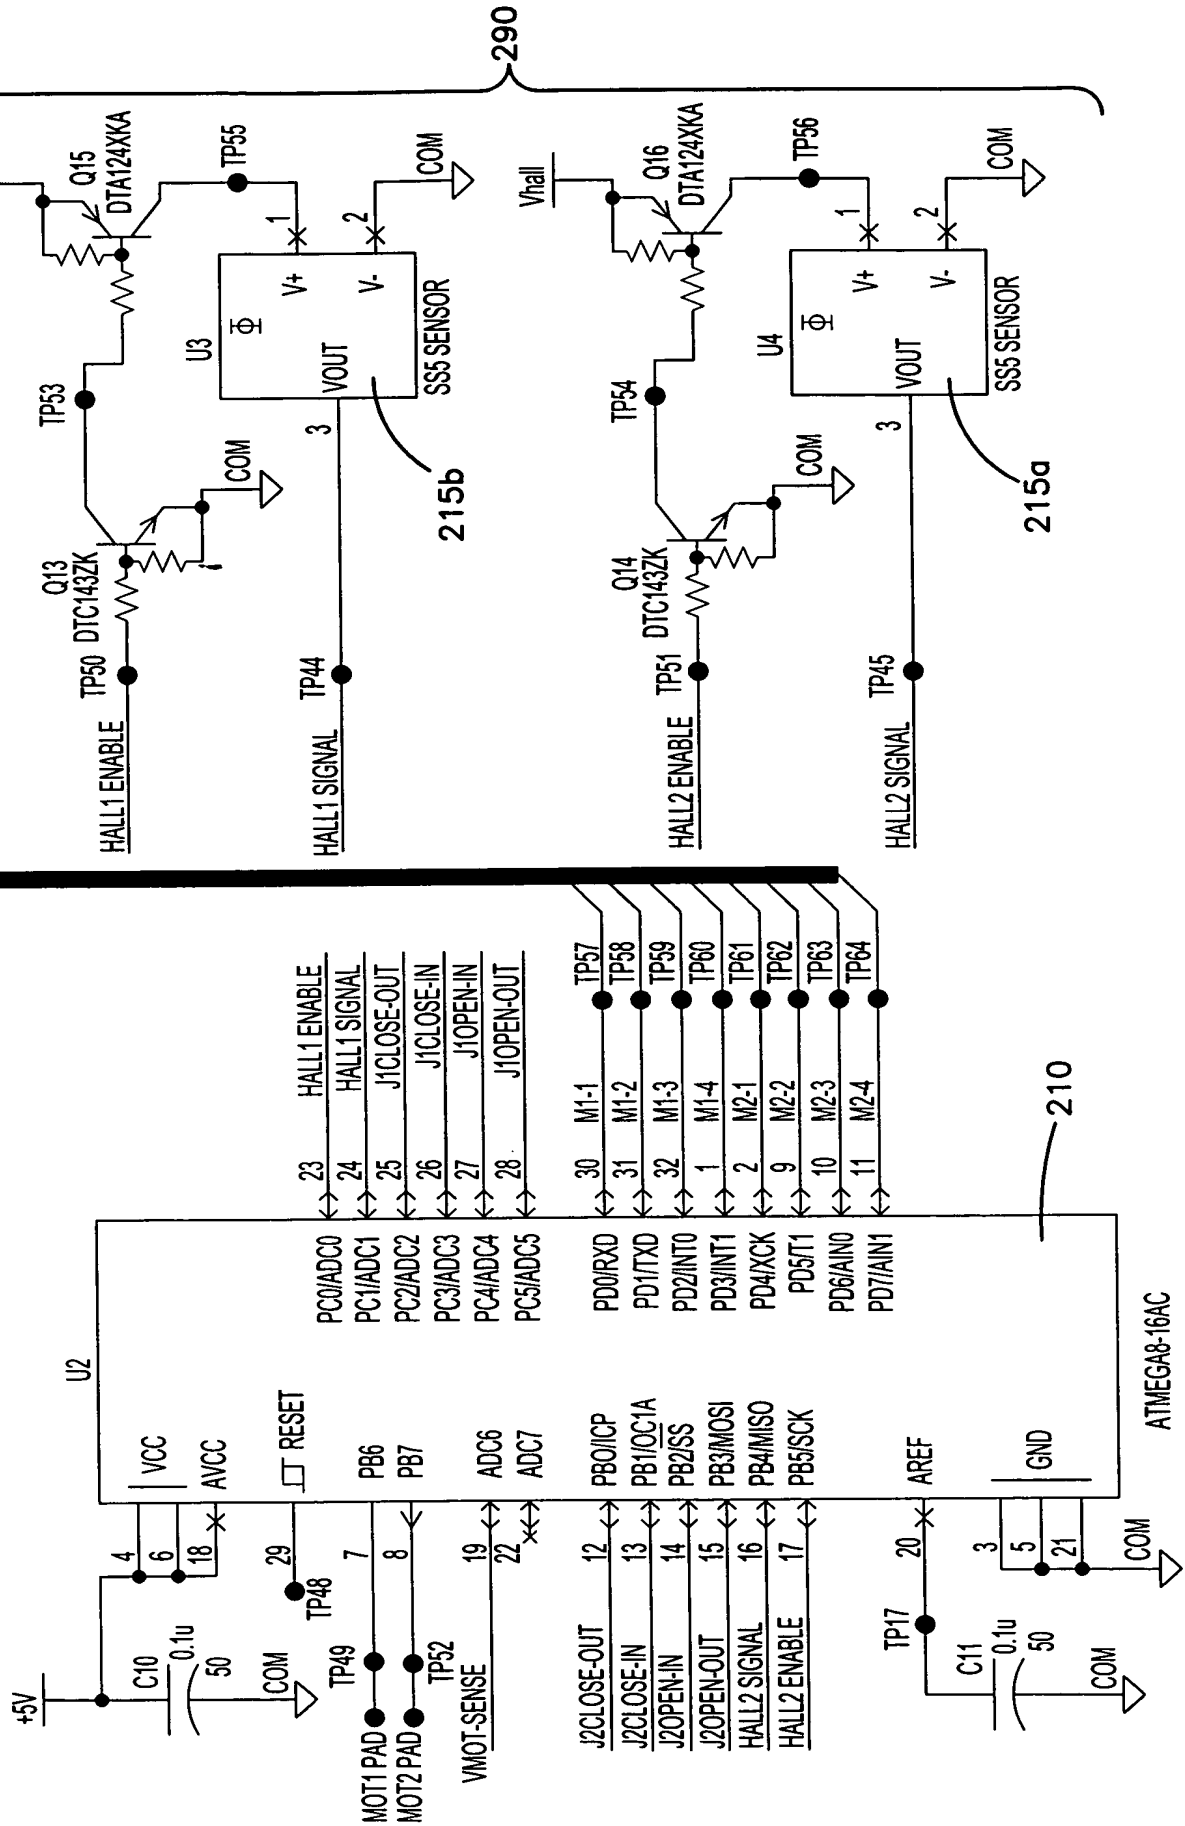 290
Q15
DTA124XKA
TP55
TP53
Q13
DTC143ZK
COM
TP50
HALL1 ENABLE
U3
V+
V-
VOUT
SS5 SENSOR
1
2
3
COM
215b
TP44
HALL1 SIGNAL
Vhall
Q16
DTA124XKA
TP56
TP54
Q14
DTC143ZK
COM
TP51
HALL2 ENABLE
U4
V+
V-
VOUT
SS5 SENSOR
1
2
3
COM
215a
TP45
HALL2 SIGNAL
U2
+5V
C10
0.1u
50
COM
4
6
18
VCC
AVCC
29
RESET
TP48
MOT1 PAD
TP49
7
PB6
MOT2 PAD
TP52
8
PB7
VMOT-SENSE
19
ADC6
22
ADC7
J2CLOSE-OUT
12
PB0/ICP
J2CLOSE-IN
13
PB1/OC1A
J2OPEN-IN
14
PB2/SS
J2OPEN-OUT
15
PB3/MOSI
HALL2 SIGNAL
16
PB4/MISO
HALL2 ENABLE
17
PB5/SCK
TP17
20
AREF
C11
0.1u
50
COM
3
5
21
GND
COM
PC0/ADC0
23
HALL1 ENABLE
PC1/ADC1
24
HALL1 SIGNAL
PC2/ADC2
25
J1CLOSE-OUT
PC3/ADC3
26
J1CLOSE-IN
PC4/ADC4
27
J1OPEN-IN
PC5/ADC5
28
J1OPEN-OUT
PD0/RXD
30
M1-1
TP57
PD1/TXD
31
M1-2
TP58
PD2/INT0
32
M1-3
TP59
PD3/INT1
1
M1-4
TP60
PD4/XCK
2
M2-1
TP61
PD5/T1
9
M2-2
TP62
PD6/AIN0
10
M2-3
TP63
PD7/AIN1
11
M2-4
TP64
210
ATMEGA8-16AC